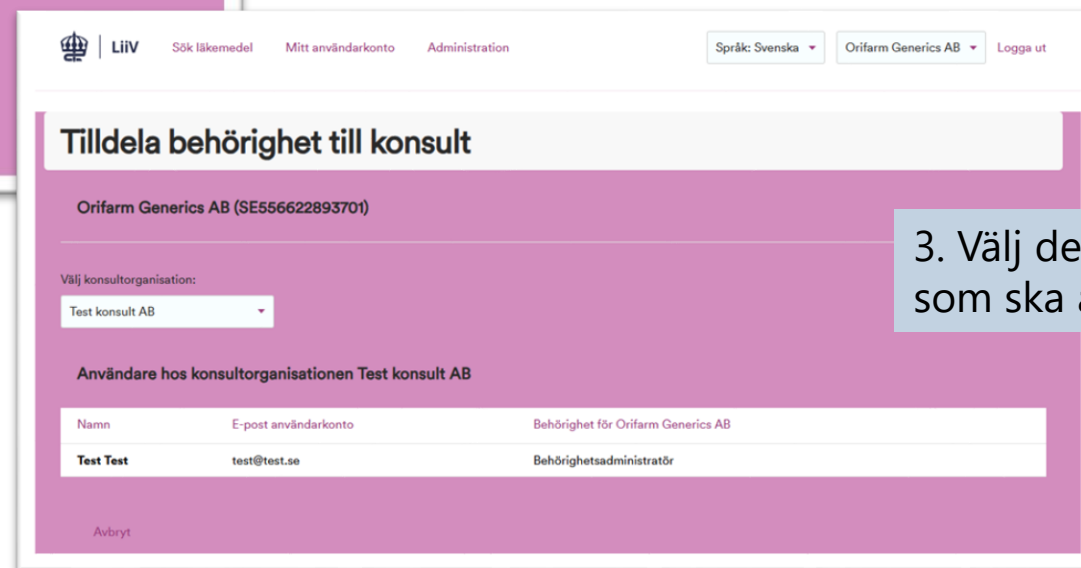 LiiV Sök läkemedel Mitt användarkonto Administration Språk: Svenska Orifarm Generics AB Logga ut
Tilldela behörighet till konsult
Orifarm Generics AB (SE556622893701)
3. Välj de
som ska
Välj konsultorganisation:
Test konsult AB
Användare hos konsultorganisationen Test konsult AB
Namn E-post användarkonto Behörighet för Orifarm Generics AB
Test Test test@test.se Behörighetsadministratör
Avbryt